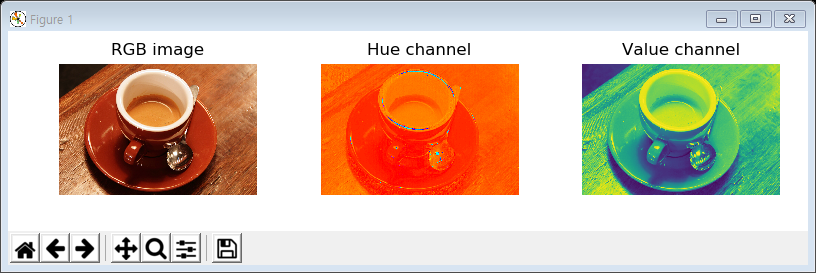 Figure 1
RGB image
Hue channel
Value channel